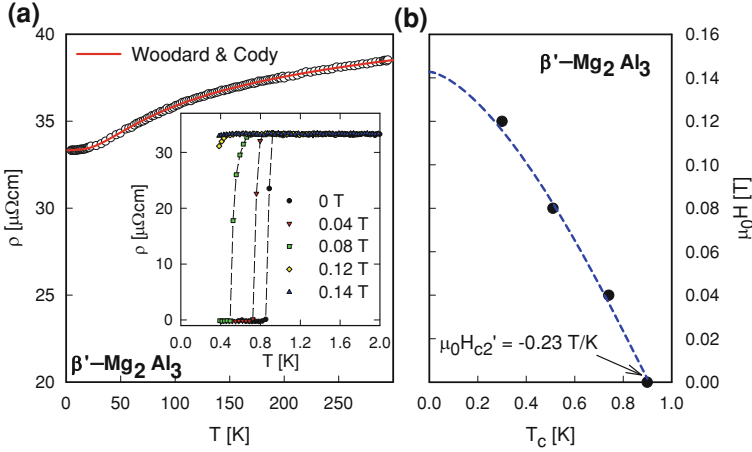 (a)
(b)
Woodard & Cody
ρ [μΩcm]
40
35
30
25
20
0 50 100 150 200 250
T [K]
β'−Mg2 Al3
ρ [μΩcm]
30
20
10
0
0.0 0.4 0.8 1.2 1.6 2.0
T [K]
0 T
0.04 T
0.08 T
0.12 T
0.14 T
β'−Mg2 Al3
μ0Hc2' = -0.23 T/K
0.0 0.2 0.4 0.6 0.8 1.0
Tc [K]
0.16
0.14
0.12
0.10
0.08
0.06
0.04
0.02
0.00
μ0H [T]